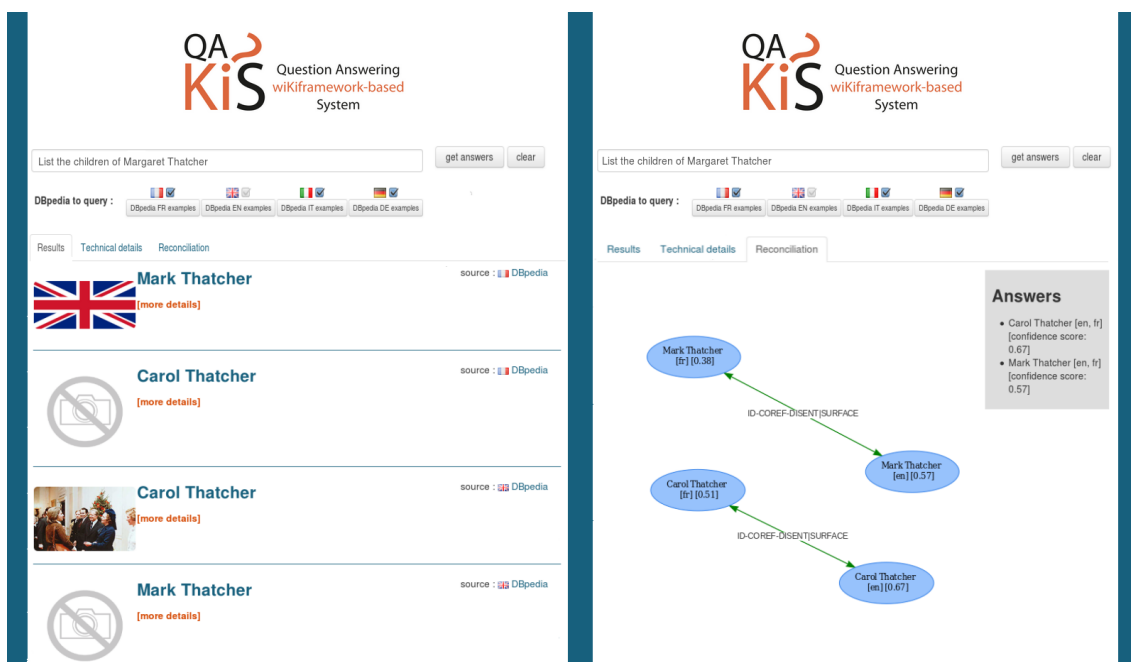 QA
KiS
Question Answering
wiKiframework-based
System
List the children of Margaret Thatcher
get answers
clear
DBpedia to query :
DBpedia FR examples
DBpedia EN examples
DBpedia IT examples
DBpedia DE examples
Results
Technical details
Reconciliation
Mark Thatcher
source : DBpedia
[more details]
Carol Thatcher
source : DBpedia
[more details]
Carol Thatcher
source : DBpedia
[more details]
Mark Thatcher
source : DBpedia
[more details]
QA
KiS
Question Answering
wiKiframework-based
System
List the children of Margaret Thatcher
get answers
clear
DBpedia to query :
DBpedia FR examples
DBpedia EN examples
DBpedia IT examples
DBpedia DE examples
Results
Technical details
Reconciliation
Mark Thatcher
[fr] [0.38]
ID-COREF-DISENT|SURFACE
Mark Thatcher
[en] [0.57]
Carol Thatcher
[fr] [0.51]
ID-COREF-DISENT|SURFACE
Carol Thatcher
[en] [0.67]
Answers
Carol Thatcher [en, fr]
[confidence score:
0.67]
Mark Thatcher [en, fr]
[confidence score:
0.57]